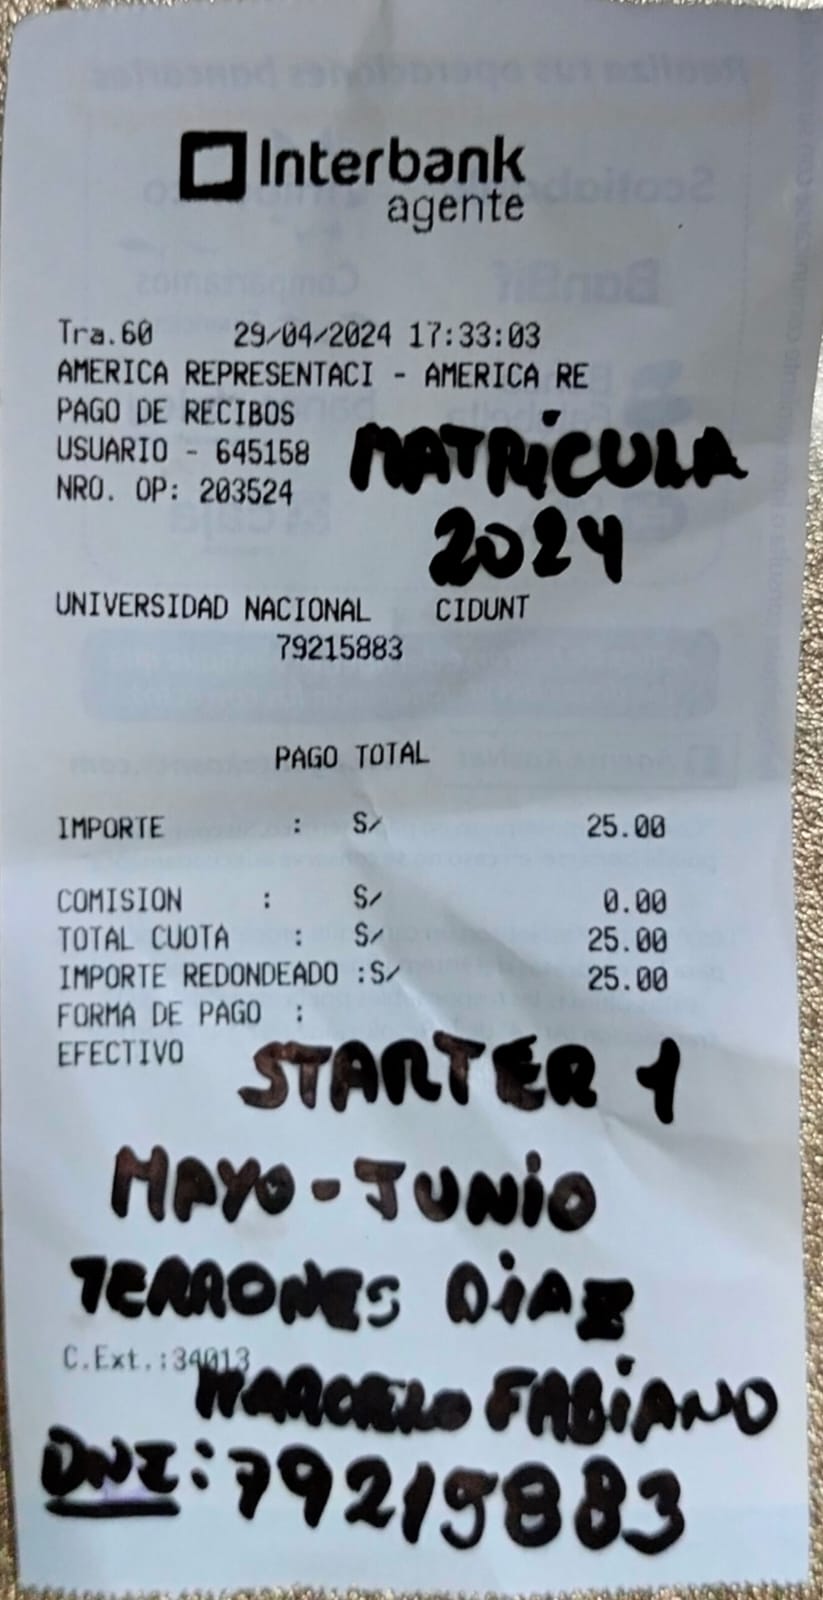 Interbank
agente
Tra.60 29/04/2024 17:33:03
AMERICA REPRESENTACI - AMERICA RE
PAGO DE RECIBOS
USUARIO - 645158
NRO. OP: 203524
MATRÍCULA
2024
UNIVERSIDAD NACIONAL CIDUNT
79215883
PAGO TOTAL
IMPORTE : S/ 25.00
COMISION : S/ 0.00
TOTAL CUOTA : S/ 25.00
IMPORTE REDONDEADO :S/ 25.00
FORMA DE PAGO :
EFECTIVO
STARTER 1
MAYO - JUNIO
TERRONES DIAZ
C.Ext.:34013
MARCELO FABIANO
DNI: 79215883